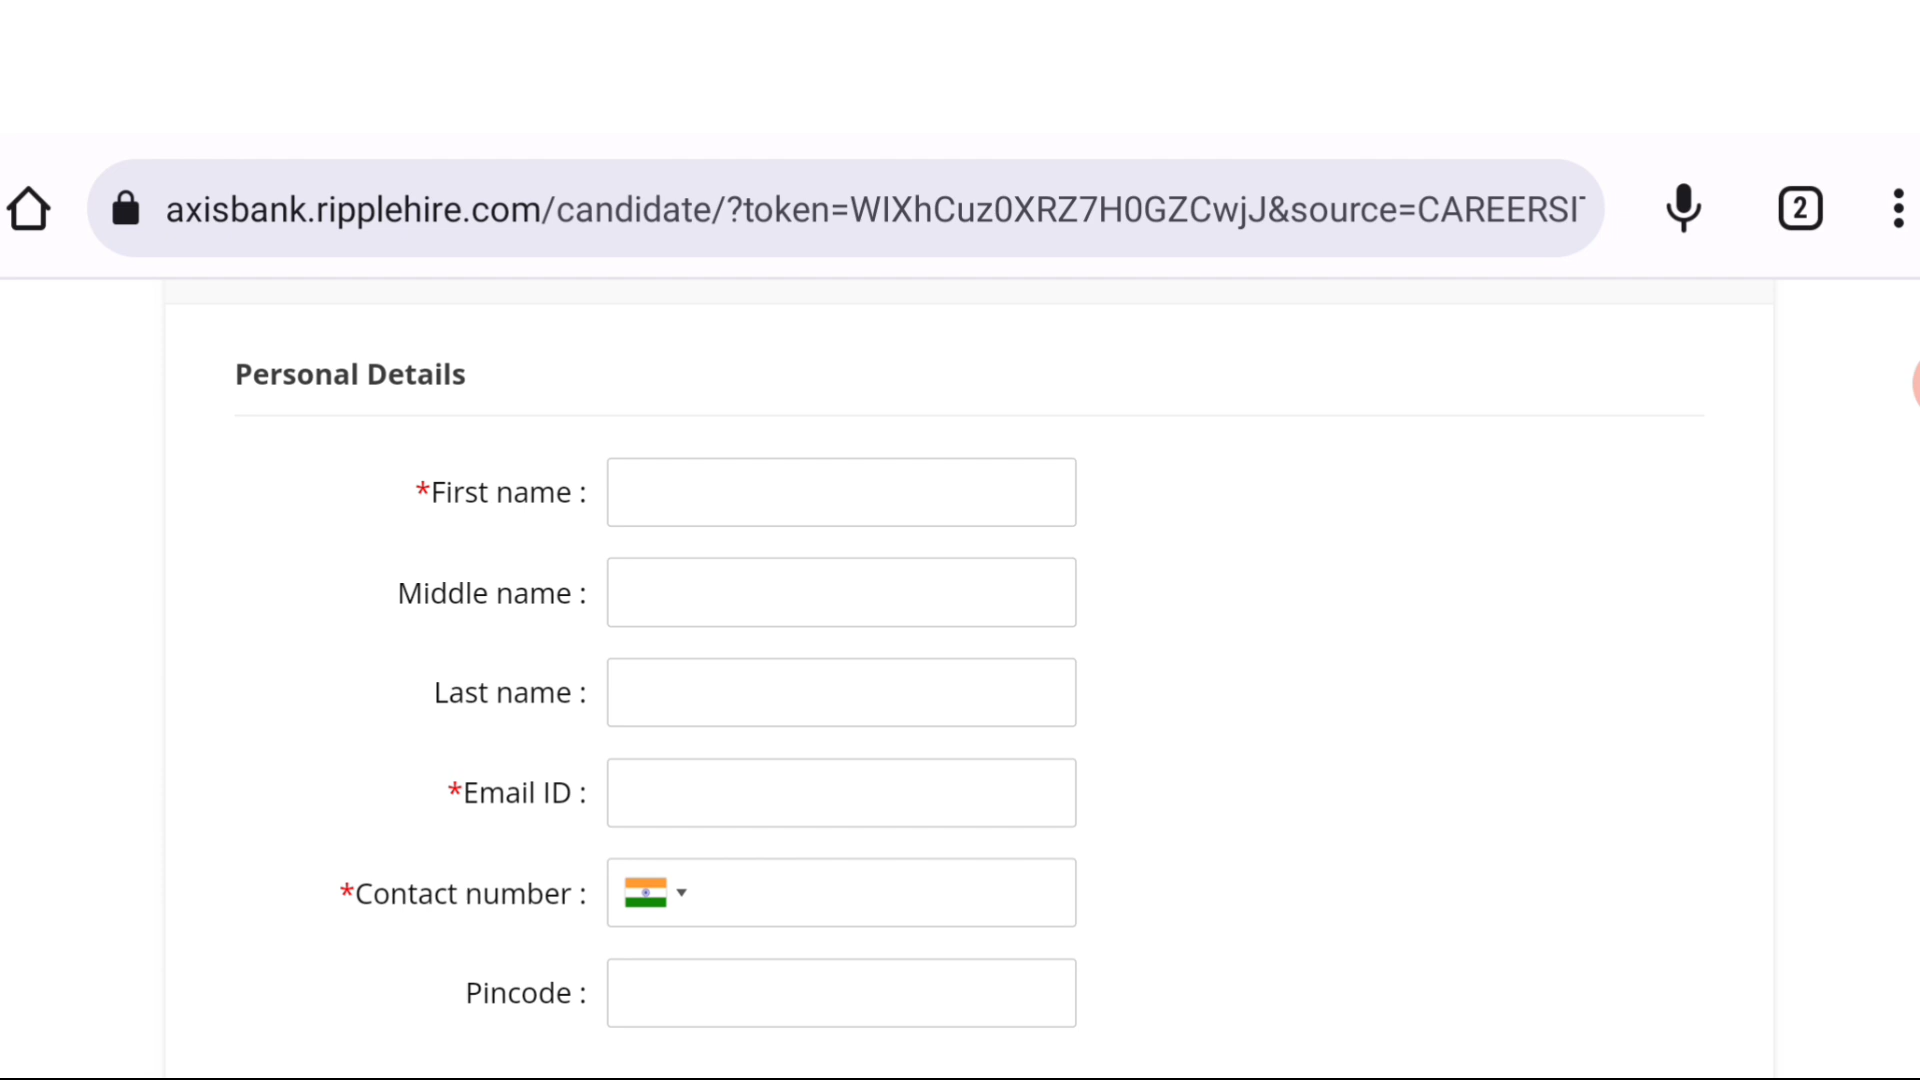 axisbank.ripplehire.com/candidate/?token=WIXhCuz0XRZ7H0GZCwjJ&source=CAREERSI
2
Personal Details
*First name :
Middle name :
Last name :
*Email ID :
*Contact number :
Pincode :